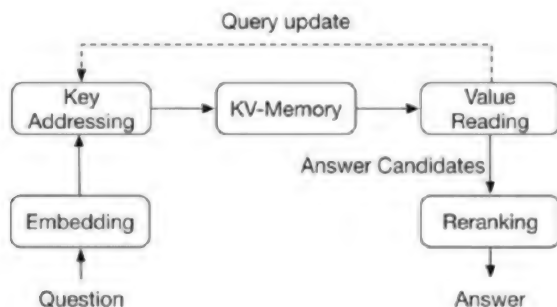 Query update
Key
Addressing
KV-Memory
Value
Reading
Answer Candidates
Embedding
Reranking
Question
Answer